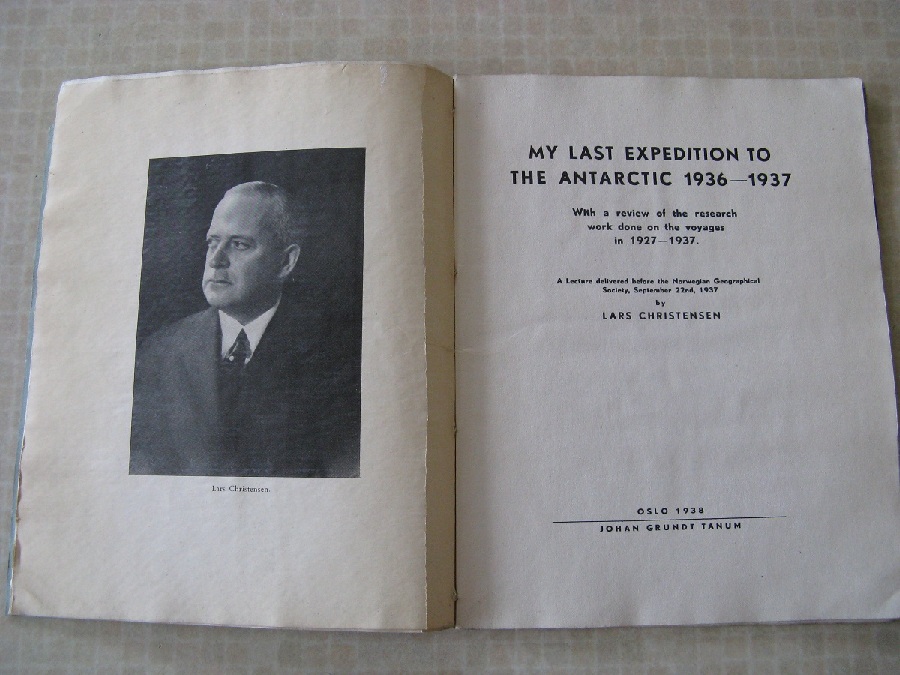 Lars Christensen.
MY LAST EXPEDITION TO
THE ANTARCTIC 1936—1937
With a review of the research
work done on the voyages
in 1927—1937.
A Lecture delivered before the Norwegian Geographical
Society, September 22nd, 1937
by
LARS CHRISTENSEN
OSLO 1938
JOHAN GRUNDT TANUM